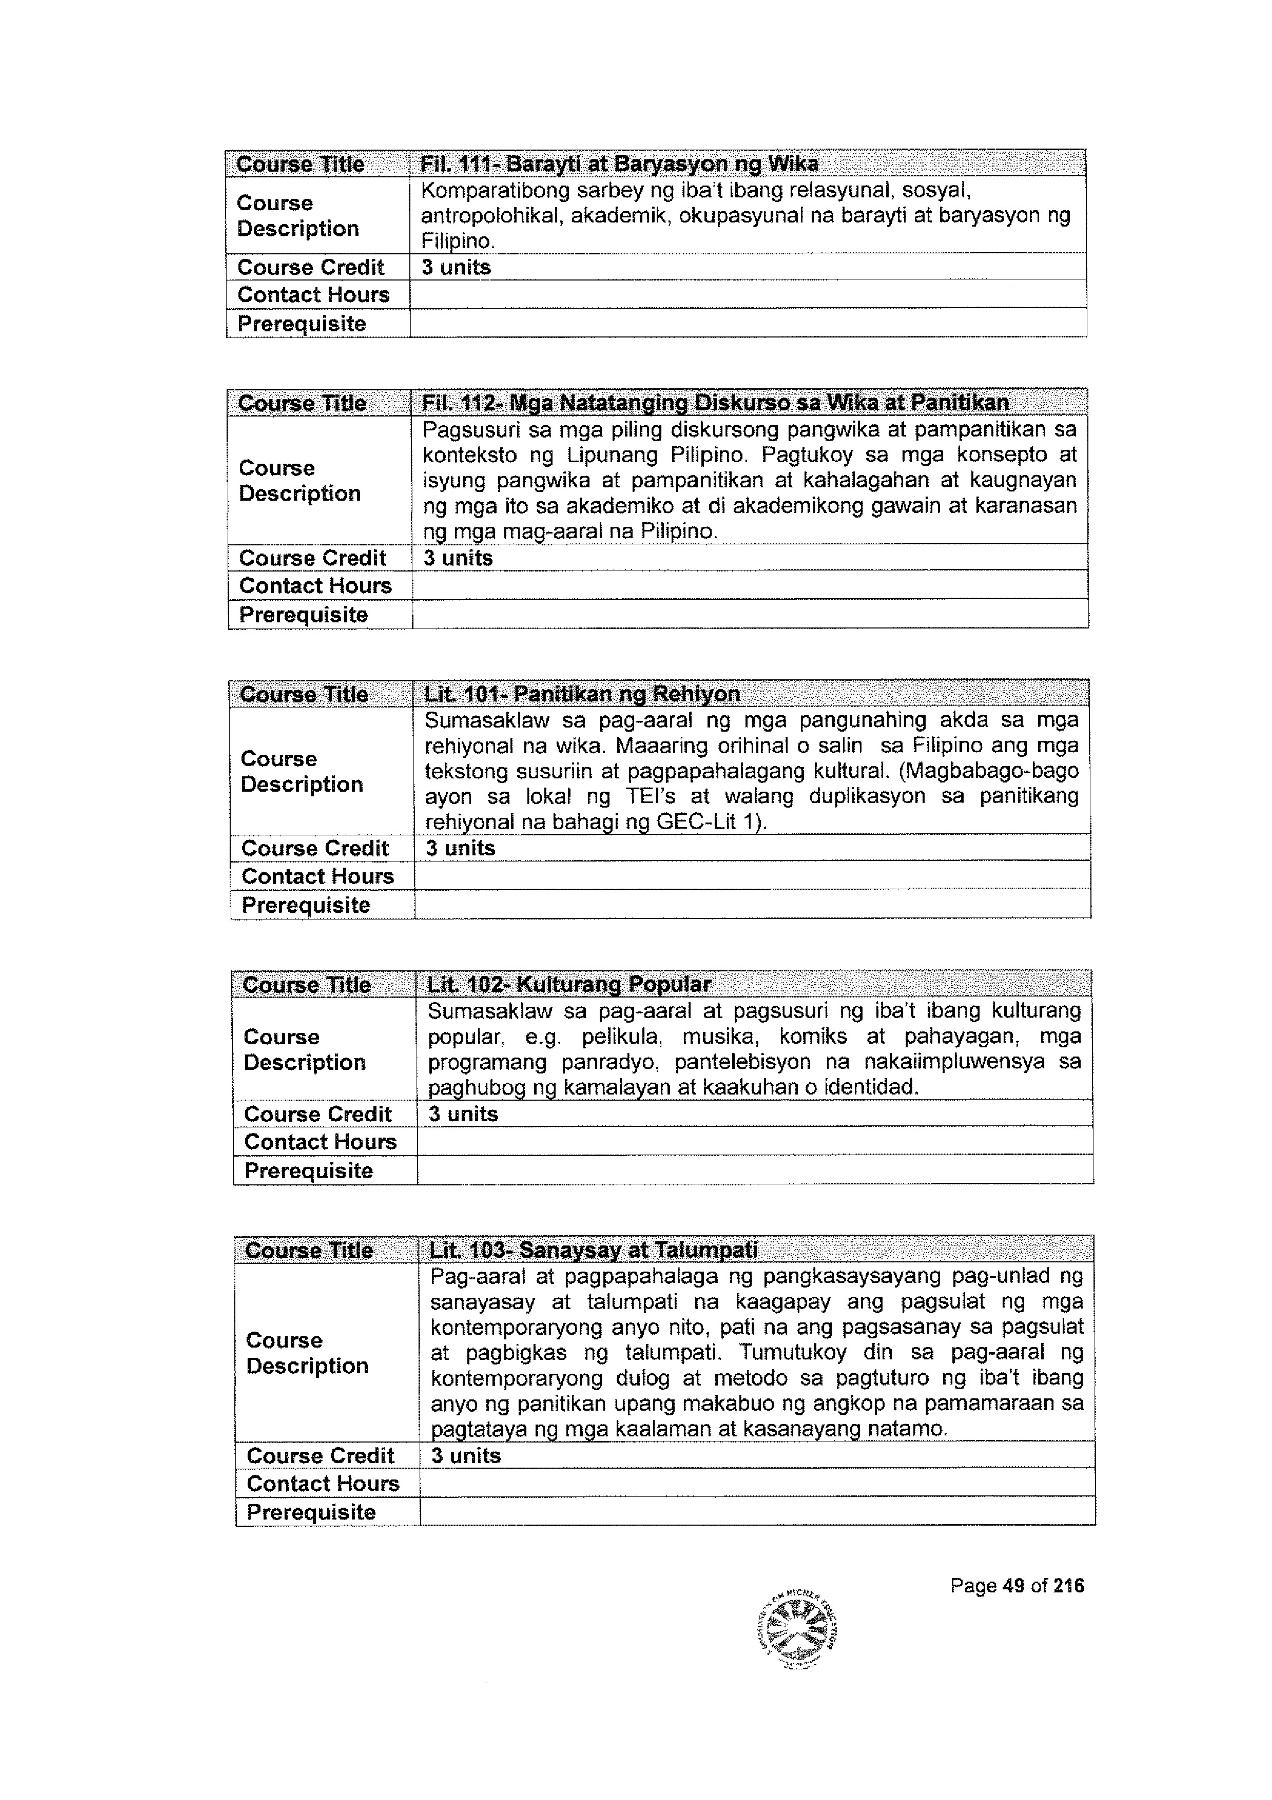 Course Title Fil. 111- Barayti at Baryasyon ng Wika
Course Description
Komparatibong sarbey ng iba't ibang relasyunal, sosyal,
antropolohikal, akademik, okupasyunal na barayti at baryasyon ng
Filipino.
Course Credit 3 units
Contact Hours
Prerequisite
Course Title Fil. 112- Mga Natatanging Diskurso sa Wika at Panitikan
Course Description
Pagsusuri sa mga piling diskursong pangwika at pampanitikan sa
konteksto ng Lipunang Pilipino. Pagtukoy sa mga konsepto at
isyung pangwika at pampanitikan at kahalagahan at kaugnayan
ng mga ito sa akademiko at di akademikong gawain at karanasan
ng mga mag-aaral na Pilipino.
Course Credit 3 units
Contact Hours
Prerequisite
Course Title Lit. 101- Panitikan ng Rehiyon
Course Description
Sumasaklaw sa pag-aaral ng mga pangunahing akda sa mga
rehiyonal na wika. Maaaring orihinal o salin sa Filipino ang mga
tekstong susuriin at pagpapahalagang kultural. (Magbabago-bago
ayon sa lokal ng TEI's at walang duplikasyon sa panitikang
rehiyonal na bahagi ng GEC-Lit 1).
Course Credit 3 units
Contact Hours
Prerequisite
Course Title Lit. 102- Kulturang Popular
Course Description
Sumasaklaw sa pag-aaral at pagsusuri ng iba't ibang kulturang
popular, e.g. pelikula, musika, komiks at pahayagan, mga
programang panradyo, pantelebisyon na nakaiimpluwensya sa
paghubog ng kamalayan at kaakuhan o identidad.
Course Credit 3 units
Contact Hours
Prerequisite
Course Title Lit. 103- Sanaysay at Talumpati
Course Description
Pag-aaral at pagpapahalaga ng pangkasaysayang pag-unlad ng
sanayasay at talumpati na kaagapay ang pagsulat ng mga
kontemporaryong anyo nito, pati na ang pagsasanay sa pagsulat
at pagbigkas ng talumpati. Tumutukoy din sa pag-aaral ng
kontemporaryong dulog at metodo sa pagtuturo ng iba't ibang
anyo ng panitikan upang makabuo ng angkop na pamamaraan sa
pagtataya ng mga kaalaman at kasanayang natamo.
Course Credit 3 units
Contact Hours
Prerequisite
Page 49 of 216